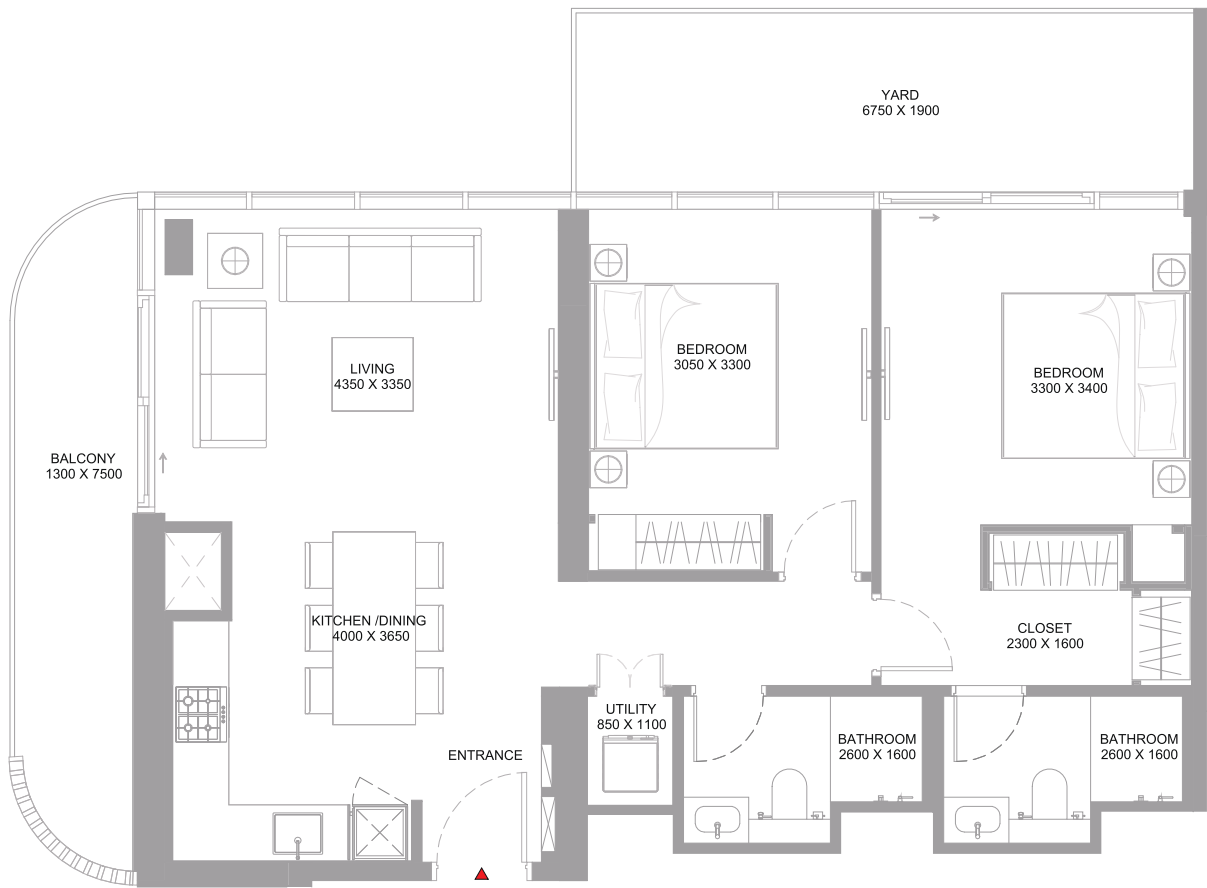 YARD
6750 X 1900
BEDROOM
3050 X 3300
LIVING
4350 X 3350
BEDROOM
3300 X 3400
BALCONY
1300 X 7500
KITCHEN /DINING
4000 X 3650
CLOSET
2300 X 1600
UTILITY
850 X 1100
BATHROOM
2600 X 1600
BATHROOM
2600 X 1600
ENTRANCE